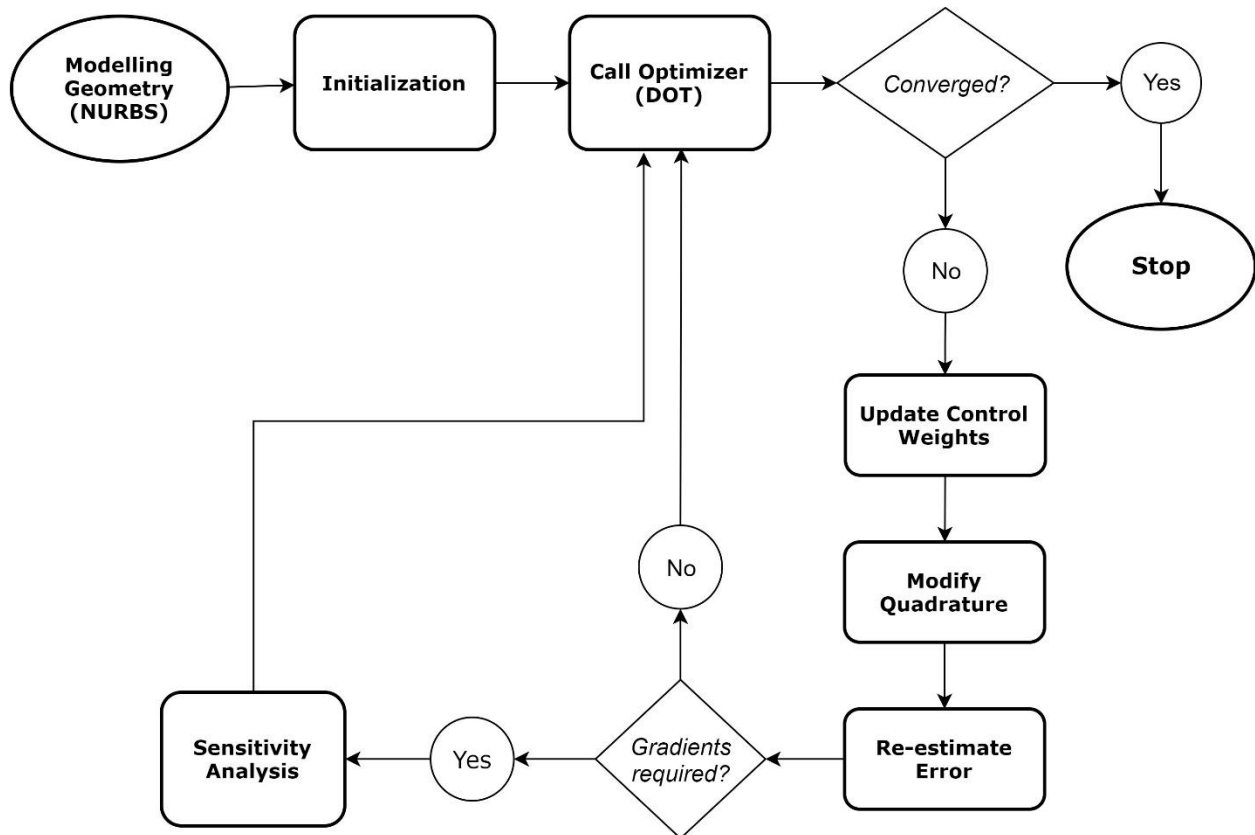 Modelling
Geometry
(NURBS)
Initialization
Call Optimizer
(DOT)
Converged?
Yes
Stop
No
Update Control
Weights
Modify
Quadrature
Re-estimate
Error
Gradients
required?
No
Yes
Sensitivity
Analysis